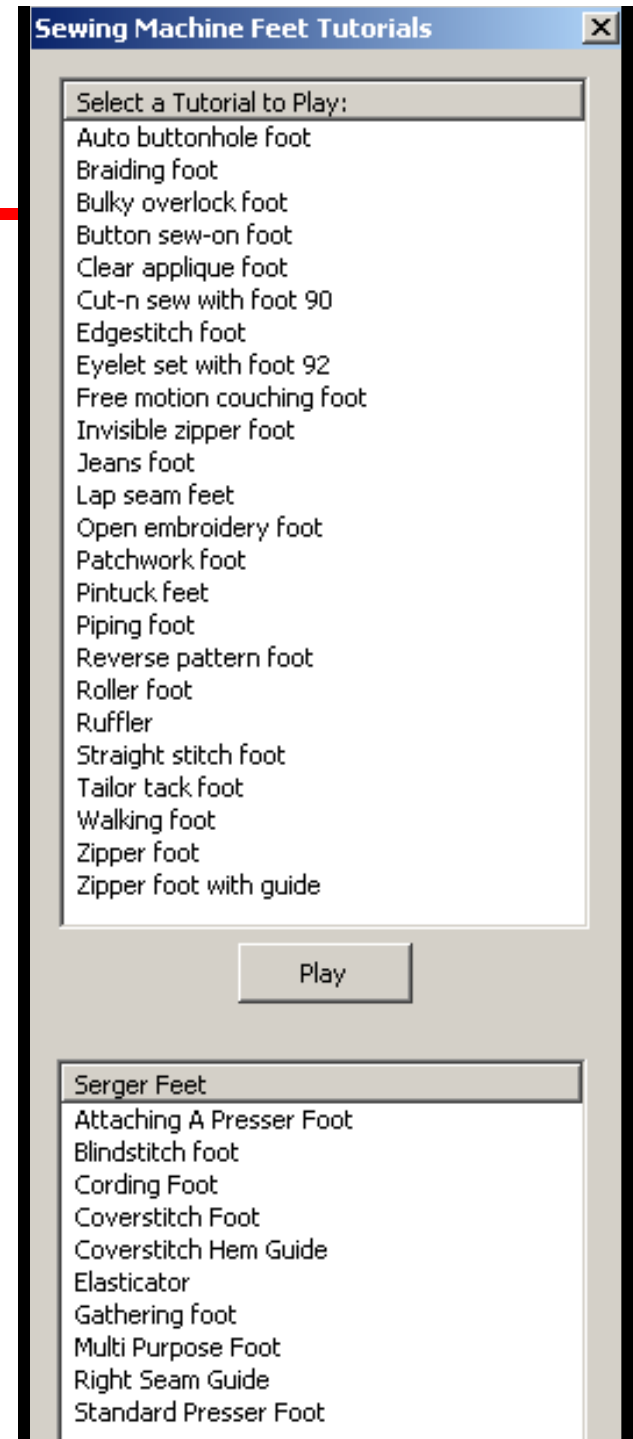 Sewing Machine Feet Tutorials
Select a Tutorial to Play:
Auto buttonhole foot
Braiding foot
Bulky overlock foot
Button sew-on foot
Clear applique foot
Cut-n sew with foot 90
Edgestitch foot
Eyelet set with foot 92
Free motion couching foot
Invisible zipper foot
Jeans foot
Lap seam feet
Open embroidery foot
Patchwork foot
Pintuck feet
Piping foot
Reverse pattern foot
Roller foot
Ruffler
Straight stitch foot
Tailor tack foot
Walking foot
Zipper foot
Zipper foot with guide
Play
Serger Feet
Attaching A Presser Foot
Blindstitch foot
Cording Foot
Coverstitch Foot
Coverstitch Hem Guide
Elasticator
Gathering foot
Multi Purpose Foot
Right Seam Guide
Standard Presser Foot